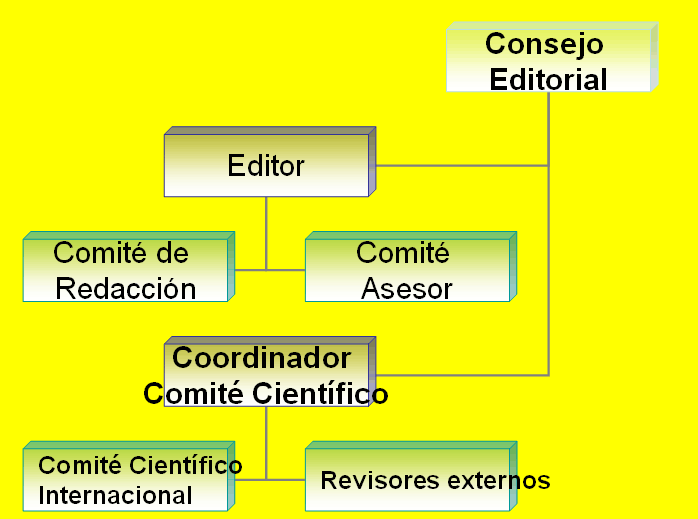 Consejo
Editorial
Editor
Comité de
Redacción
Comité
Asesor
Coordinador
Comité Científico
Comité Científico
Internacional
Revisores externos